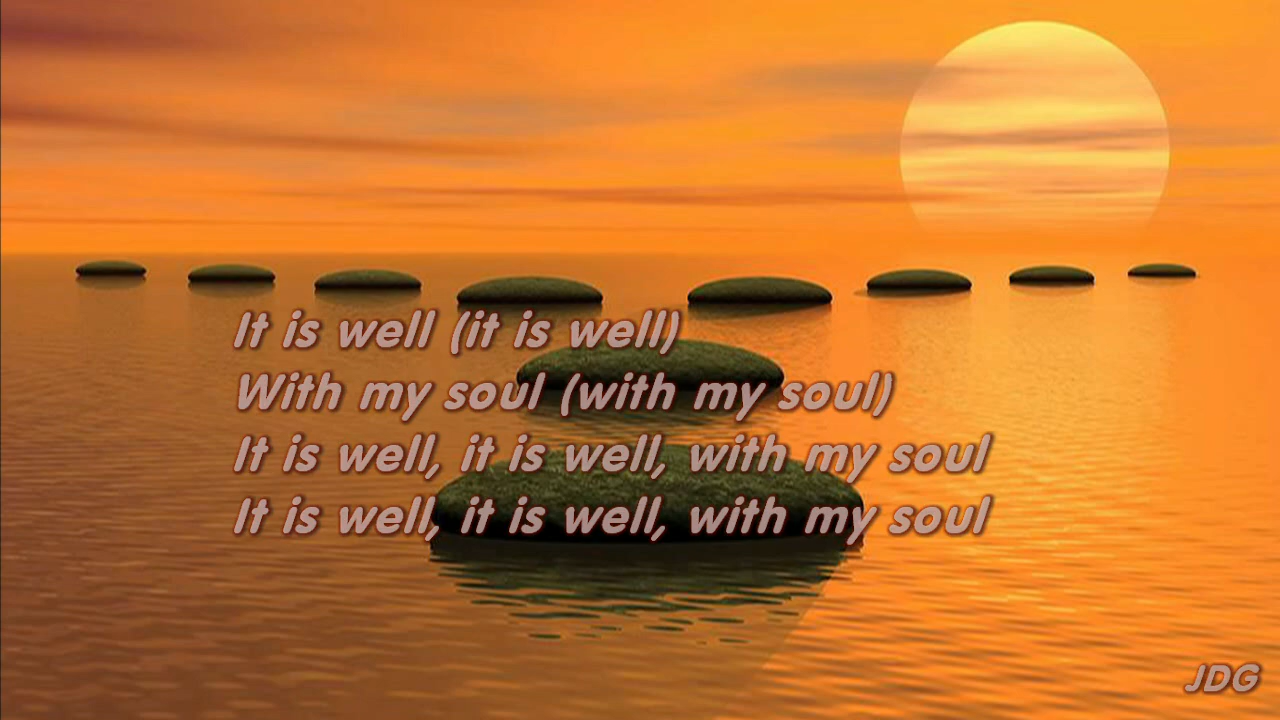 It is well (it is well)
With my soul (with my soul)
It is well, it is well, with my soul
It is well, it is well, with my soul
JDG